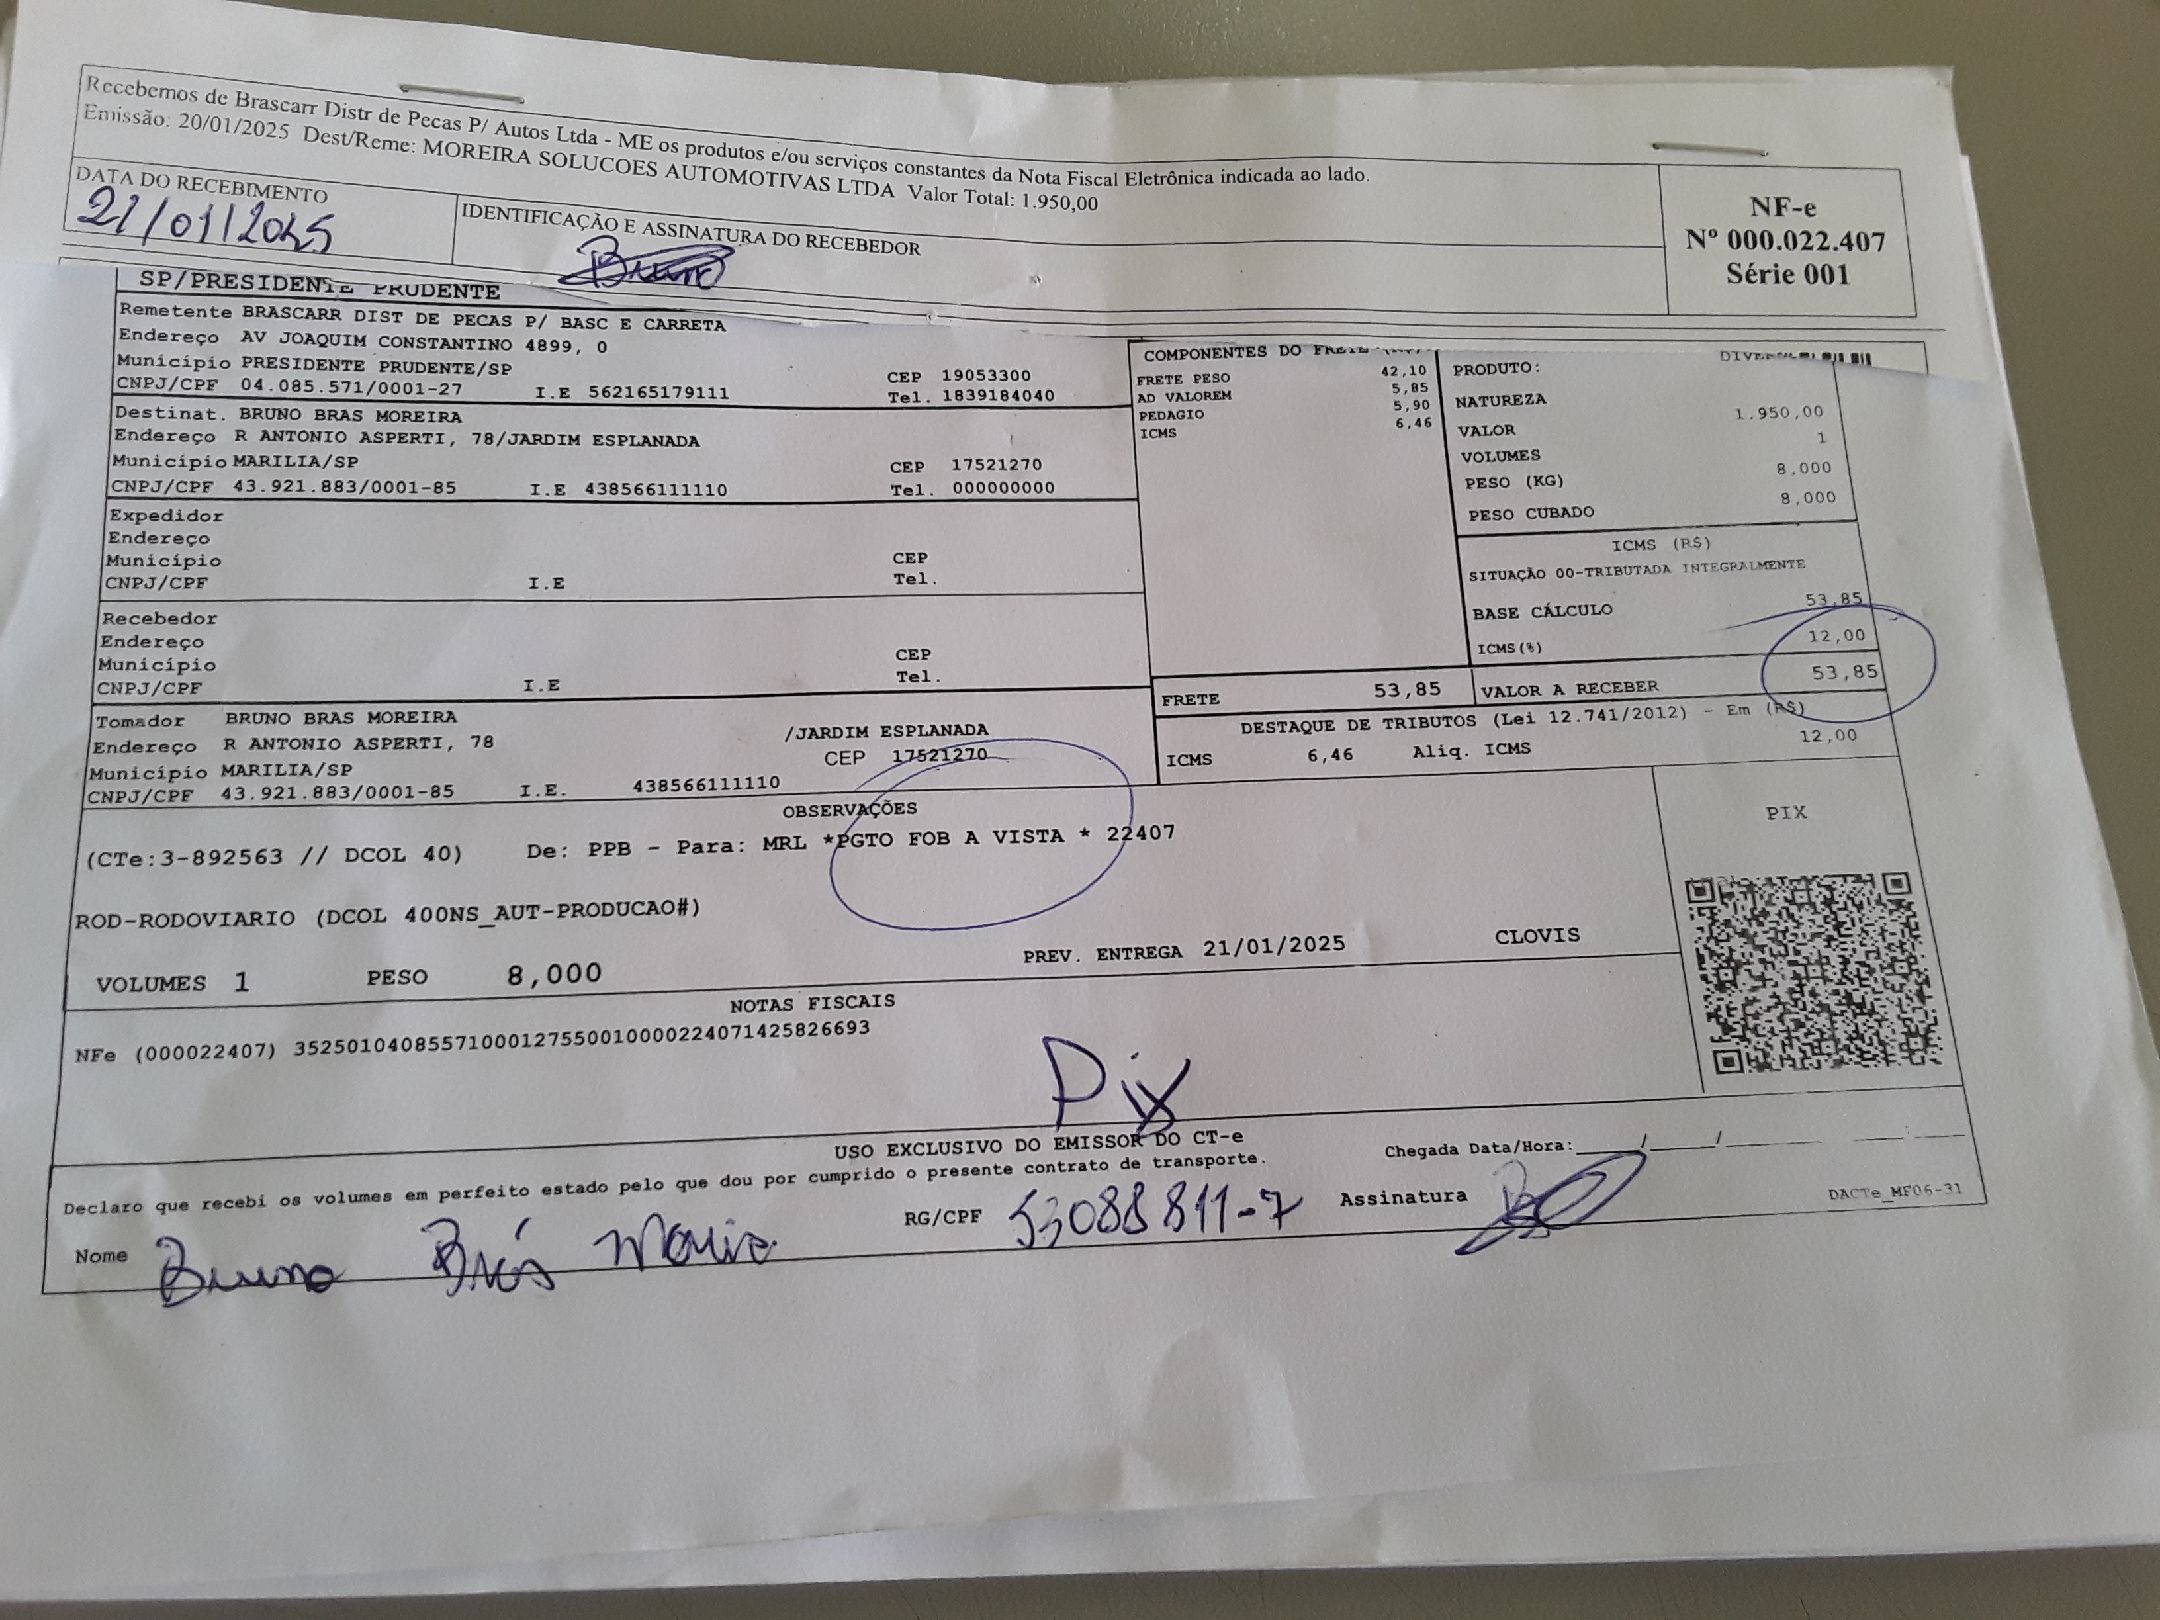 Recebemos de Brascarr Distr de Pecas P/ Autos Ltda - ME os produtos e/ou serviços constantes da Nota Fiscal Eletrônica indicada ao lado.
Emissão: 20/01/2025 Dest/Reme: MOREIRA SOLUCOES AUTOMOTIVAS LTDA Valor Total: 1.950,00
DATA DO RECEBIMENTO
21/01/2025
IDENTIFICAÇÃO E ASSINATURA DO RECEBEDOR
Bruno
NF-e
Nº 000.022.407
Série 001
SP/PRESIDENTE PRUDENTE
Remetente BRASCARR DIST DE PECAS P/ BASC E CARRETA
Endereço AV JOAQUIM CONSTANTINO 4899, 0
Município PRESIDENTE PRUDENTE/SP CEP 19053300
CNPJ/CPF 04.085.571/0001-27 I.E 562165179111 Tel. 1839184040
Destinat. BRUNO BRAS MOREIRA
Endereço R ANTONIO ASPERTI, 78/JARDIM ESPLANADA
Município MARILIA/SP CEP 17521270
CNPJ/CPF 43.921.883/0001-85 I.E 438566111110 Tel. 000000000
Expedidor
Endereço
Município CEP
CNPJ/CPF I.E Tel.
Recebedor
Endereço
Município CEP
CNPJ/CPF I.E Tel.
Tomador BRUNO BRAS MOREIRA
Endereço R ANTONIO ASPERTI, 78 /JARDIM ESPLANADA
Município MARILIA/SP CEP 17521270
CNPJ/CPF 43.921.883/0001-85 I.E. 438566111110
COMPONENTES DO FRETE
FRETE PESO 42,10
AD VALOREM 5,85
PEDAGIO 5,90
ICMS 6,46
PRODUTO:
NATUREZA
VALOR 1.950,00
VOLUMES 1
PESO (KG) 8,000
PESO CUBADO 8,000
ICMS (R$)
SITUAÇÃO 00-TRIBUTADA INTEGRALMENTE
BASE CÁLCULO 53,85
ICMS(%) 12,00
FRETE 53,85 VALOR A RECEBER 53,85
DESTAQUE DE TRIBUTOS (Lei 12.741/2012) - Em (R$)
ICMS 6,46 Aliq. ICMS 12,00
OBSERVAÇÕES
(CTe:3-892563 // DCOL 40) De: PPB - Para: MRL *PGTO FOB A VISTA * 22407
ROD-RODOVIARIO (DCOL 400NS_AUT-PRODUCAO#)
VOLUMES 1 PESO 8,000 PREV. ENTREGA 21/01/2025 CLOVIS
PIX
NOTAS FISCAIS
NFe (000022407) 35250104085571000127550010000224071425826693
Pix
USO EXCLUSIVO DO EMISSOR DO CT-e
Declaro que recebi os volumes em perfeito estado pelo que dou por cumprido o presente contrato de transporte.
Chegada Data/Hora:____/____/____ __:__
Nome Bruno Brás Moreira RG/CPF 53088811-7 Assinatura
DACTe_MF06-31